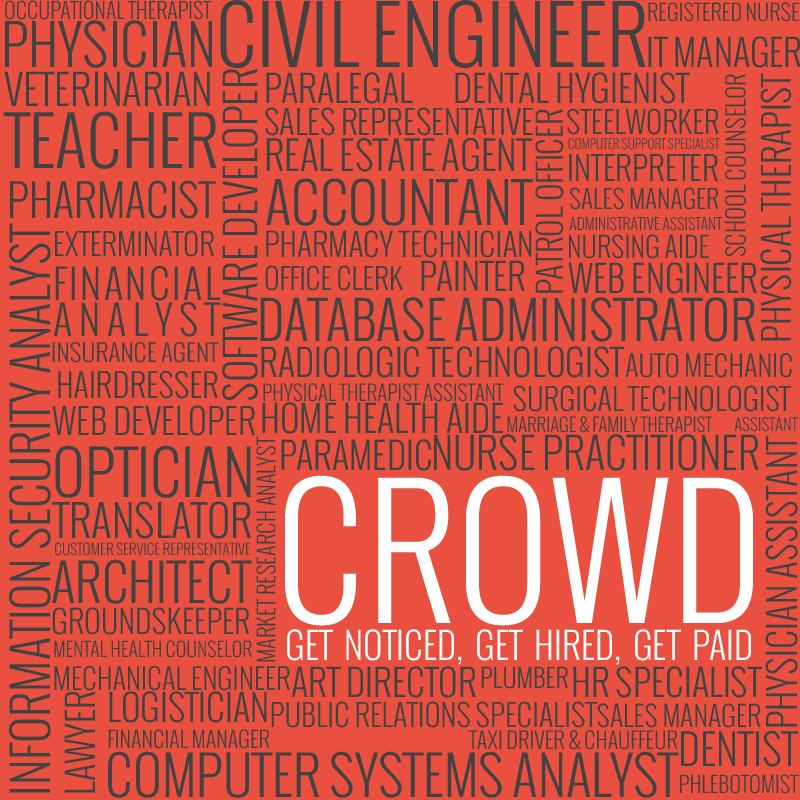 OCCUPATIONAL THERAPIST
PHYSICIAN
CIVIL ENGINEER
REGISTERED NURSE
IT MANAGER
VETERINARIAN
PARALEGAL
DENTAL HYGIENIST
TEACHER
SOFTWARE DEVELOPER
SALES REPRESENTATIVE
PATROL OFFICER
STEELWORKER
COMPUTER SUPPORT SPECIALIST
SCHOOL COUNSELOR
PHYSICAL THERAPIST
REAL ESTATE AGENT
INTERPRETER
PHARMACIST
ACCOUNTANT
SALES MANAGER
ADMINISTRATIVE ASSISTANT
EXTERMINATOR
PHARMACY TECHNICIAN
NURSING AIDE
FINANCIAL
ANALYST
OFFICE CLERK
PAINTER
WEB ENGINEER
INFORMATION SECURITY ANALYST
DATABASE ADMINISTRATOR
INSURANCE AGENT
RADIOLOGIC TECHNOLOGIST
AUTO MECHANIC
HAIRDRESSER
PHYSICAL THERAPIST ASSISTANT
SURGICAL TECHNOLOGIST
WEB DEVELOPER
HOME HEALTH AIDE
MARRIAGE & FAMILY THERAPIST
ASSISTANT
OPTICIAN
MARKET RESEARCH ANALYST
PARAMEDIC
NURSE PRACTITIONER
PHYSICIAN ASSISTANT
TRANSLATOR
CUSTOMER SERVICE REPRESENTATIVE
ARCHITECT
CROWD
GROUNDSKEEPER
MENTAL HEALTH COUNSELOR
GET NOTICED, GET HIRED, GET PAID
MECHANICAL ENGINEER
ART DIRECTOR
PLUMBER
HR SPECIALIST
LAWYER
LOGISTICIAN
PUBLIC RELATIONS SPECIALIST
SALES MANAGER
FINANCIAL MANAGER
TAXI DRIVER & CHAUFFEUR
DENTIST
COMPUTER SYSTEMS ANALYST
PHLEBOTOMIST